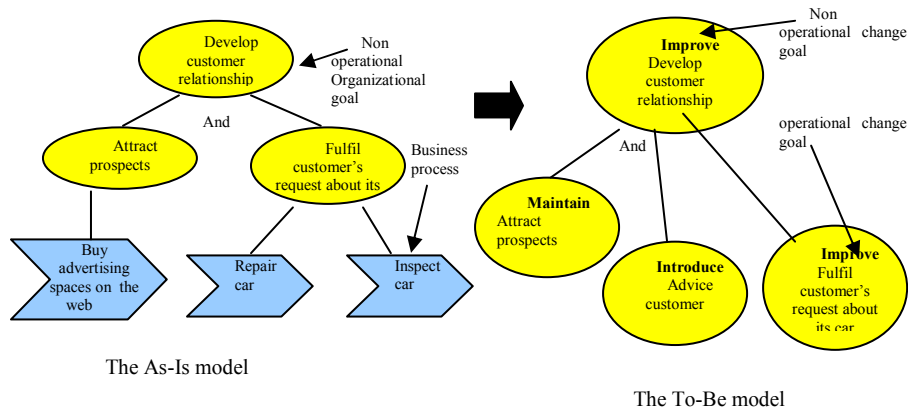 Develop
customer
relationship
Non
operational
Organizational
goal
And
Attract
prospects
Fulfil
customer's
request about its
Business
process
Buy
advertising
spaces on the
web
Repair
car
Inspect
car
The As-Is model
Improve
Develop
customer
relationship
Non
operational change
goal
And
operational change
goal
Maintain
Attract
prospects
Introduce
Advice
customer
Improve
Fulfil
customer's
request about
its car
The To-Be model